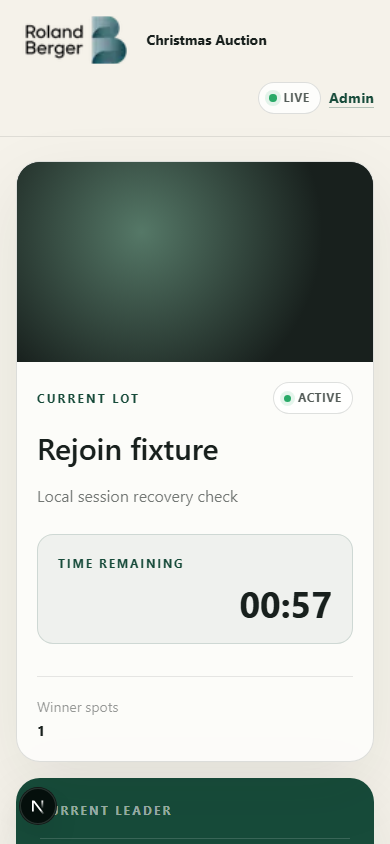 Roland
Berger
Christmas Auction
LIVE
Admin
CURRENT LOT
ACTIVE
Rejoin fixture
Local session recovery check
TIME REMAINING
00:57
Winner spots
1
N
RRENT LEADER